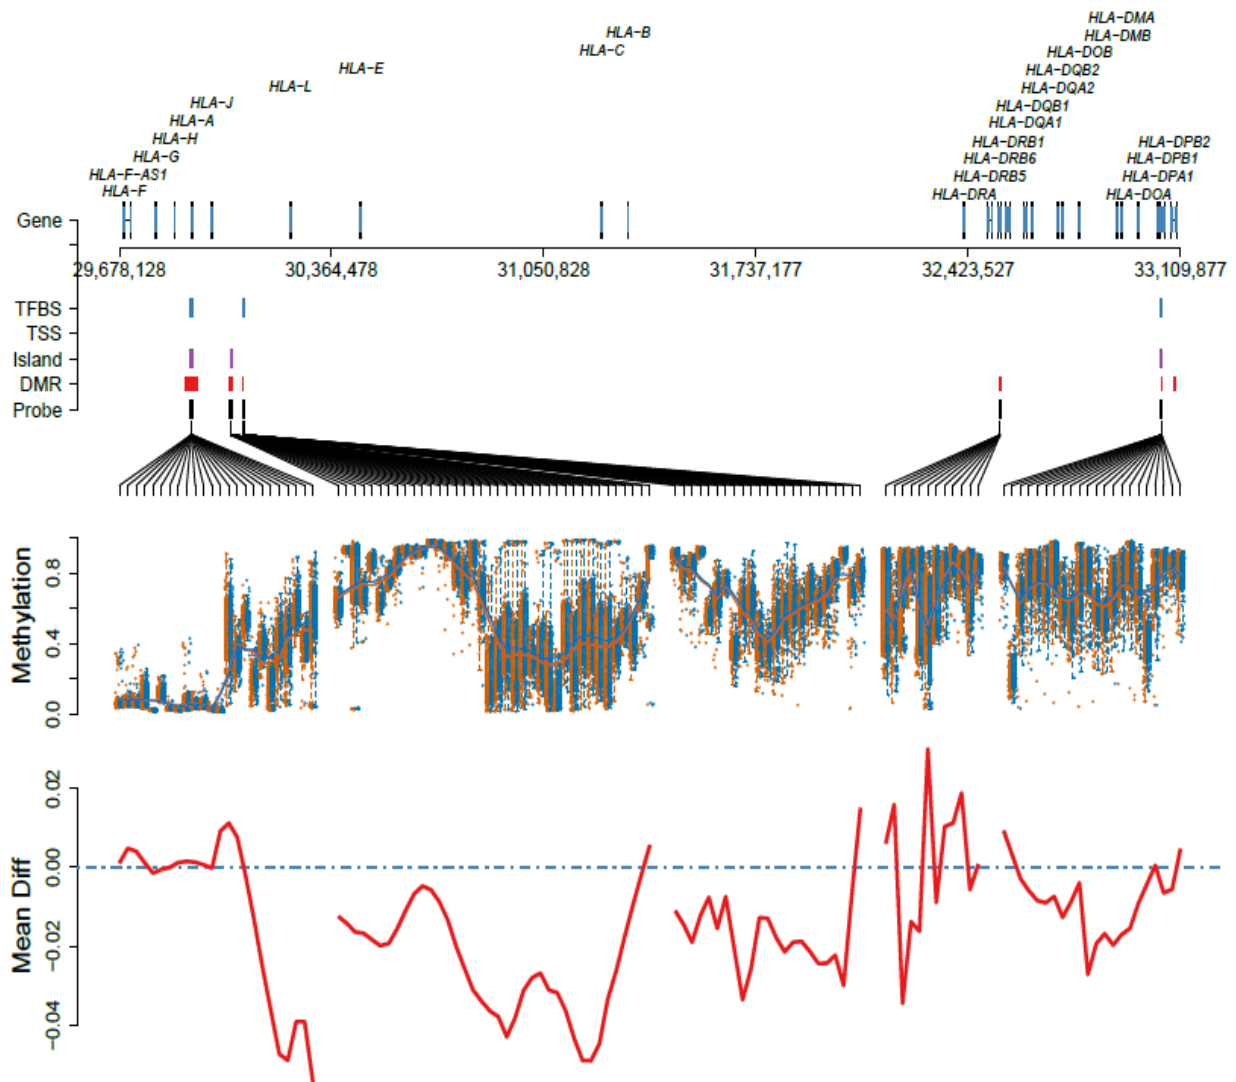 HLA−DMA
HLA−B
HLA−DMB
HLA−C
HLA−DOB
HLA−E
HLA−DQB2
HLA−L
HLA−DQA2
HLA−J
HLA−DQB1
HLA−A
HLA−DQA1
HLA−H
HLA−DRB1
HLA−DPB2
HLA−G
HLA−DRB6
HLA−DPB1
HLA−F−AS1
HLA−DRB5
HLA−DPA1
HLA−F
HLA−DRA
HLA−DOA
Gene
29,678,128
30,364,478
31,050,828
31,737,177
32,423,527
33,109,877
TFBS
TSS
Island
DMR
Probe
Methylation
0.8
0.4
0.0
Mean Diff
0.02
0.00
−0.02
−0.04